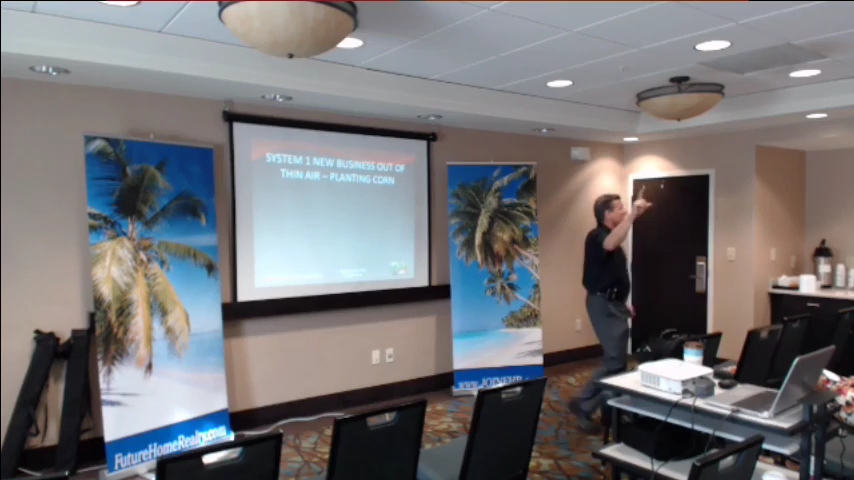 SYSTEM 1 NEW BUSINESS OUT OF
THIN AIR – PLANTING CORN
FutureHomeRealty.com